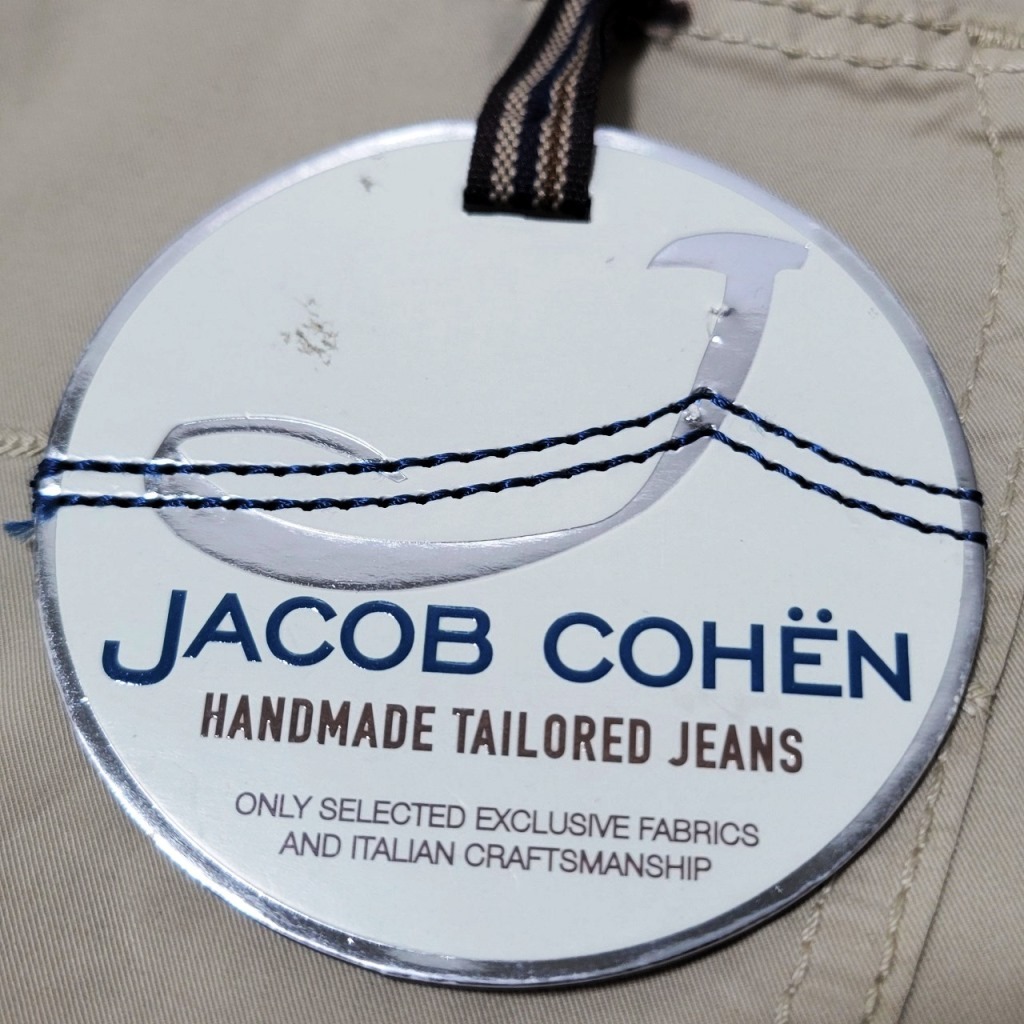 J
JACOB COHËN
HANDMADE TAILORED JEANS
ONLY SELECTED EXCLUSIVE FABRICS
AND ITALIAN CRAFTSMANSHIP